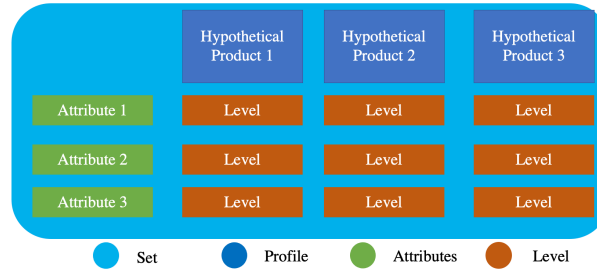 Hypothetical Product 1
Hypothetical Product 2
Hypothetical Product 3
Attribute 1
Level
Level
Level
Attribute 2
Level
Level
Level
Attribute 3
Level
Level
Level
Set
Profile
Attributes
Level